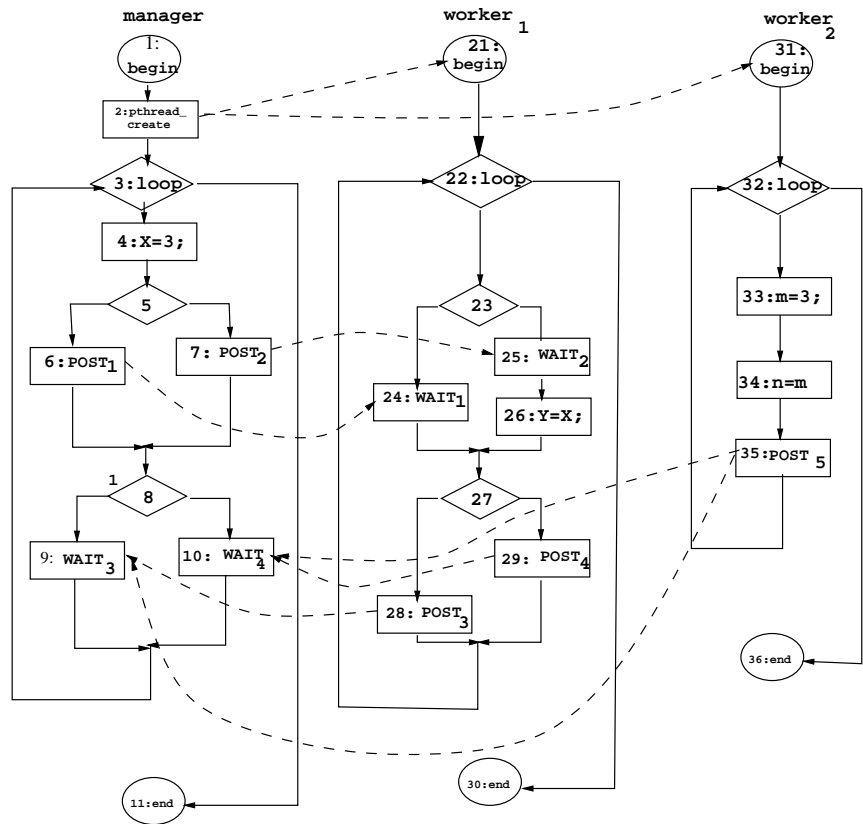 manager
1:
begin
2:pthread_
create
3:loop
4:X=3;
5
6:POST1
7: POST2
1
8
9: WAIT3
10: WAIT4
11:end
worker1
21:
begin
22:loop
23
25: WAIT2
24:WAIT1
26:Y=X;
27
29: POST4
28: POST3
30:end
worker2
31:
begin
32:loop
33:m=3;
34:n=m
35:POST5
36:end